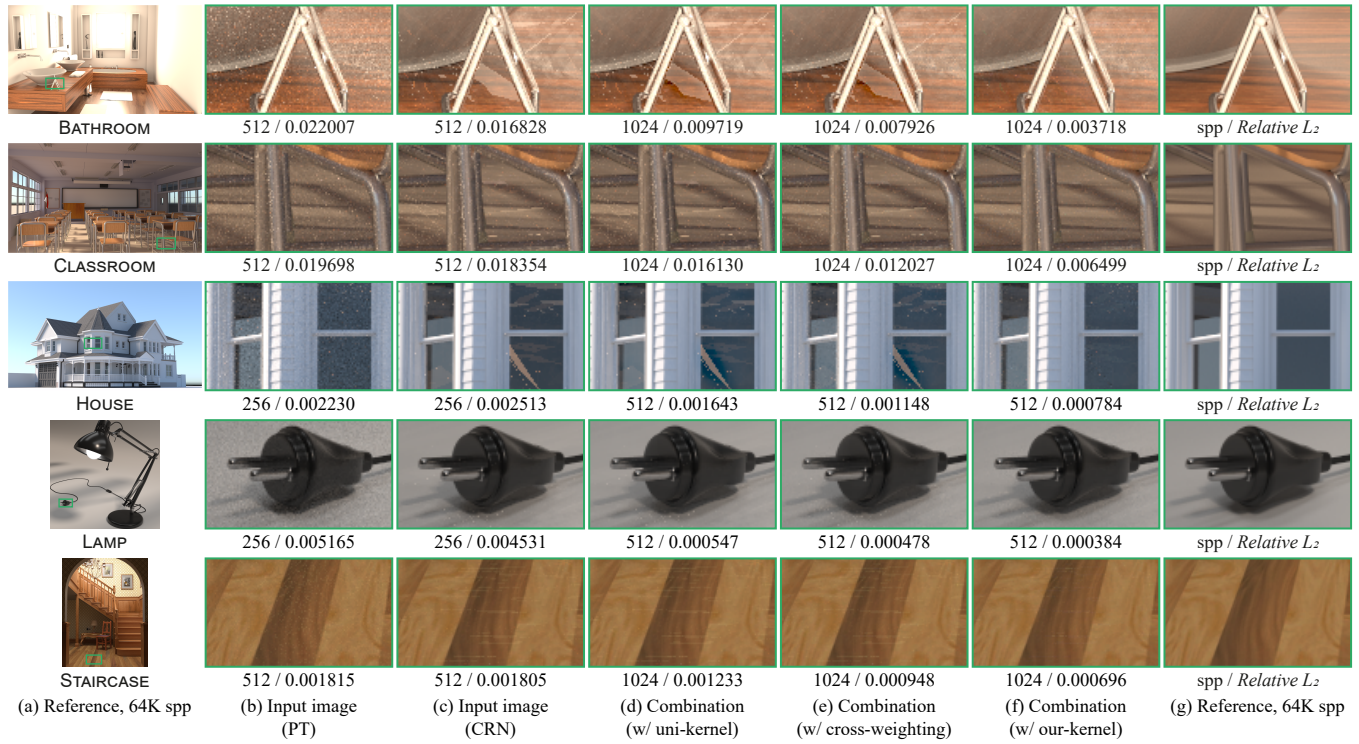 BATHROOM
512 / 0.022007
512 / 0.016828
1024 / 0.009719
1024 / 0.007926
1024 / 0.003718
spp / Relative L₂
CLASSROOM
512 / 0.019698
512 / 0.018354
1024 / 0.016130
1024 / 0.012027
1024 / 0.006499
spp / Relative L₂
HOUSE
256 / 0.002230
256 / 0.002513
512 / 0.001643
512 / 0.001148
512 / 0.000784
spp / Relative L₂
LAMP
256 / 0.005165
256 / 0.004531
512 / 0.000547
512 / 0.000478
512 / 0.000384
spp / Relative L₂
STAIRCASE
512 / 0.001815
512 / 0.001805
1024 / 0.001233
1024 / 0.000948
1024 / 0.000696
spp / Relative L₂
(a) Reference, 64K spp
(b) Input image
(PT)
(c) Input image
(CRN)
(d) Combination
(w/ uni-kernel)
(e) Combination
(w/ cross-weighting)
(f) Combination
(w/ our-kernel)
(g) Reference, 64K spp